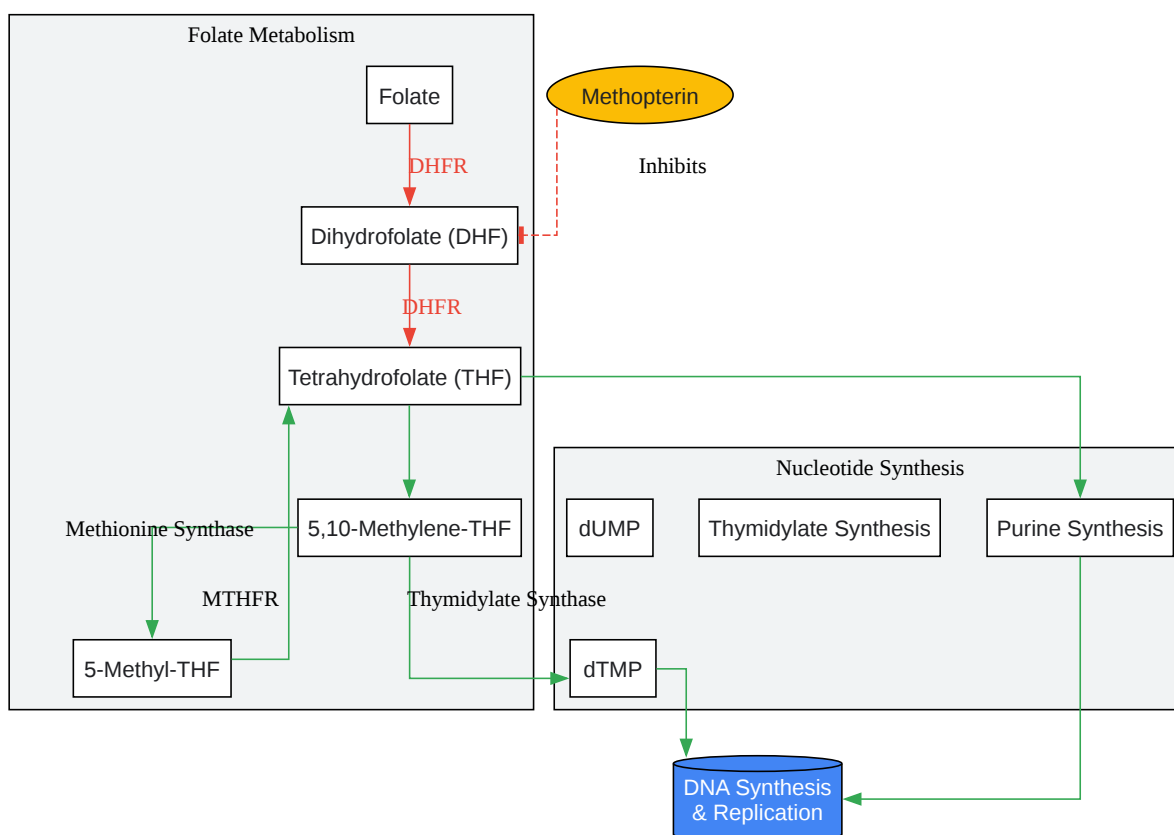 Folate Metabolism
Folate
Methopterin
DHFR
Inhibits
Dihydrofolate (DHF)
DHFR
Tetrahydrofolate (THF)
Nucleotide Synthesis
Methionine Synthase
5,10-Methylene-THF
dUMP
Thymidylate Synthesis
Purine Synthesis
MTHFR
Thymidylate Synthase
5-Methyl-THF
dTMP
DNA Synthesis
& Replication